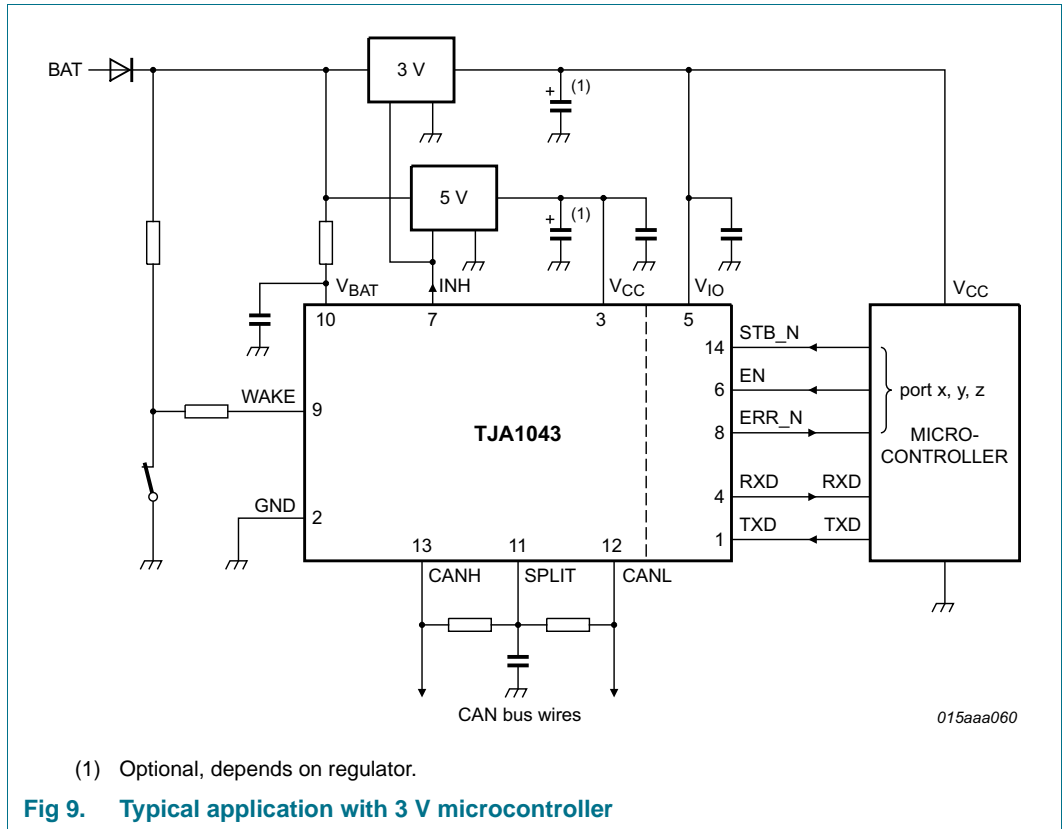 BAT
3 V
+ (1)
5 V
+ (1)
VBAT
INH
VCC
VIO
VCC
10
7
3
5
14
STB_N
6
EN
port x, y, z
8
ERR_N
MICRO-
CONTROLLER
WAKE
9
TJA1043
4
RXD
RXD
1
TXD
TXD
GND
2
13
11
12
CANH
SPLIT
CANL
CAN bus wires
015aaa060
(1) Optional, depends on regulator.
Fig 9. Typical application with 3 V microcontroller